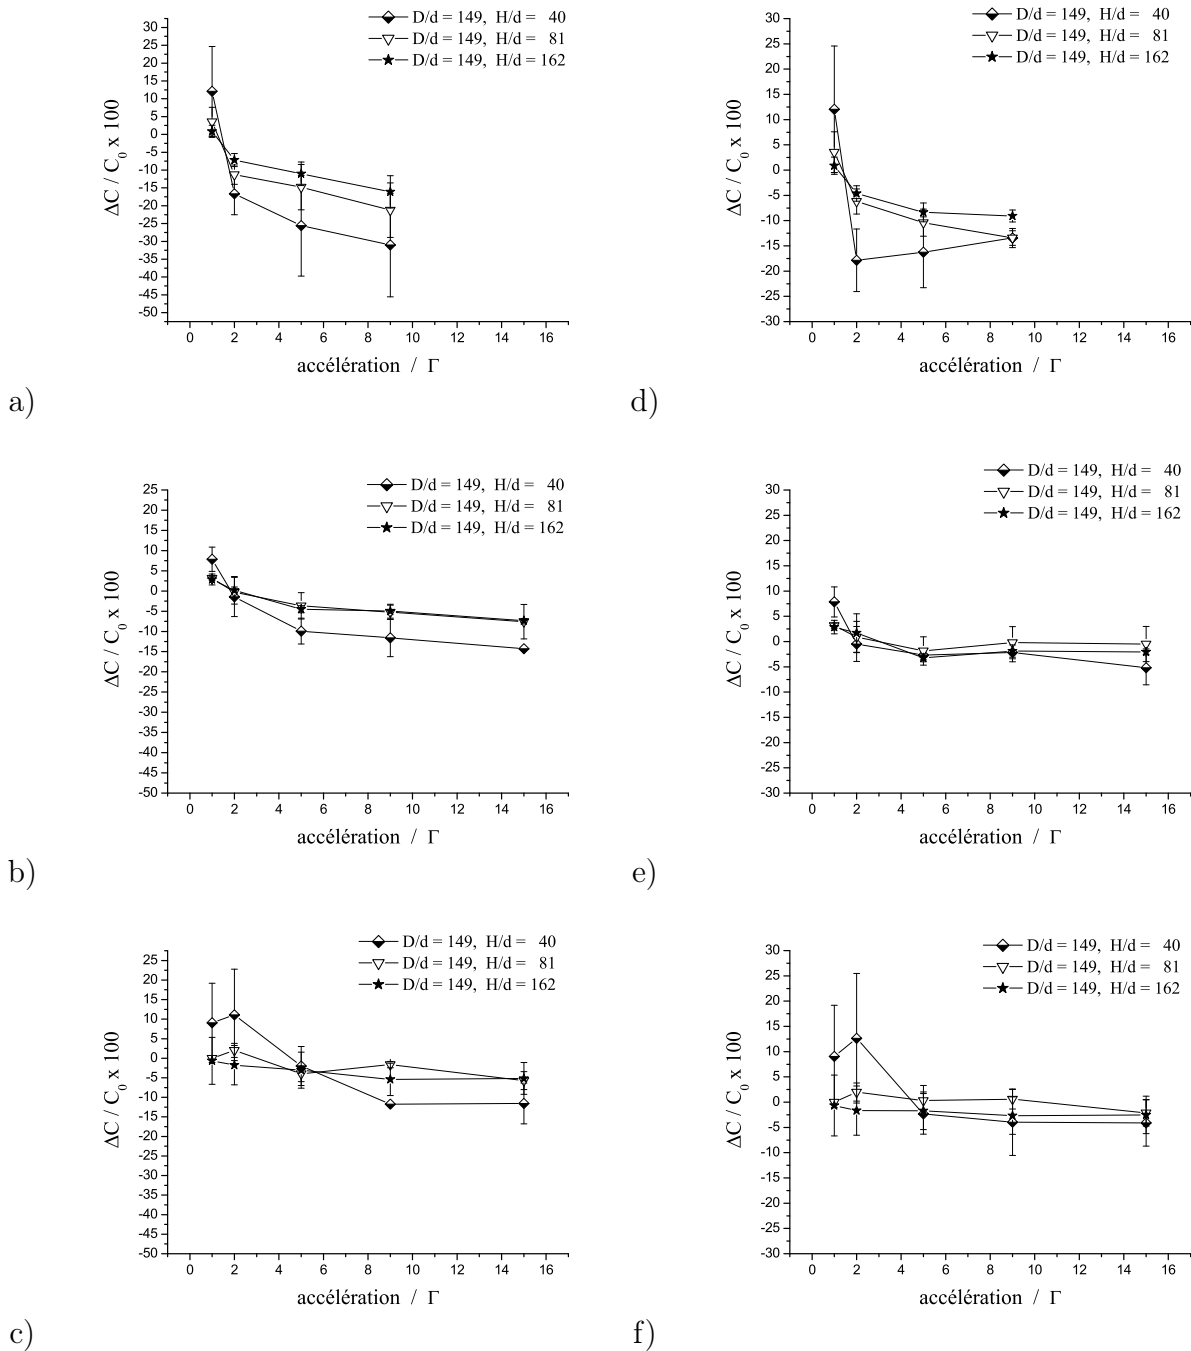 D/d = 149, H/d = 40
D/d = 149, H/d = 81
D/d = 149, H/d = 162
30
25
20
15
10
5
0
-5
-10
-15
-20
-25
-30
-35
-40
-45
-50
ΔC / C0 x 100
0 2 4 6 8 10 12 14 16
accélération / Γ
a)
D/d = 149, H/d = 40
D/d = 149, H/d = 81
D/d = 149, H/d = 162
30
25
20
15
10
5
0
-5
-10
-15
-20
-25
-30
ΔC / C0 x 100
0 2 4 6 8 10 12 14 16
accélération / Γ
d)
D/d = 149, H/d = 40
D/d = 149, H/d = 81
D/d = 149, H/d = 162
25
20
15
10
5
0
-5
-10
-15
-20
-25
-30
-35
-40
-45
-50
ΔC / C0 x 100
0 2 4 6 8 10 12 14 16
accélération / Γ
b)
D/d = 149, H/d = 40
D/d = 149, H/d = 81
D/d = 149, H/d = 162
30
25
20
15
10
5
0
-5
-10
-15
-20
-25
-30
ΔC / C0 x 100
0 2 4 6 8 10 12 14 16
accélération / Γ
e)
D/d = 149, H/d = 40
D/d = 149, H/d = 81
D/d = 149, H/d = 162
25
20
15
10
5
0
-5
-10
-15
-20
-25
-30
-35
-40
-45
-50
ΔC / C0 x 100
0 2 4 6 8 10 12 14 16
accélération / Γ
c)
D/d = 149, H/d = 40
D/d = 149, H/d = 81
D/d = 149, H/d = 162
30
25
20
15
10
5
0
-5
-10
-15
-20
-25
-30
ΔC / C0 x 100
0 2 4 6 8 10 12 14 16
accélération / Γ
f)